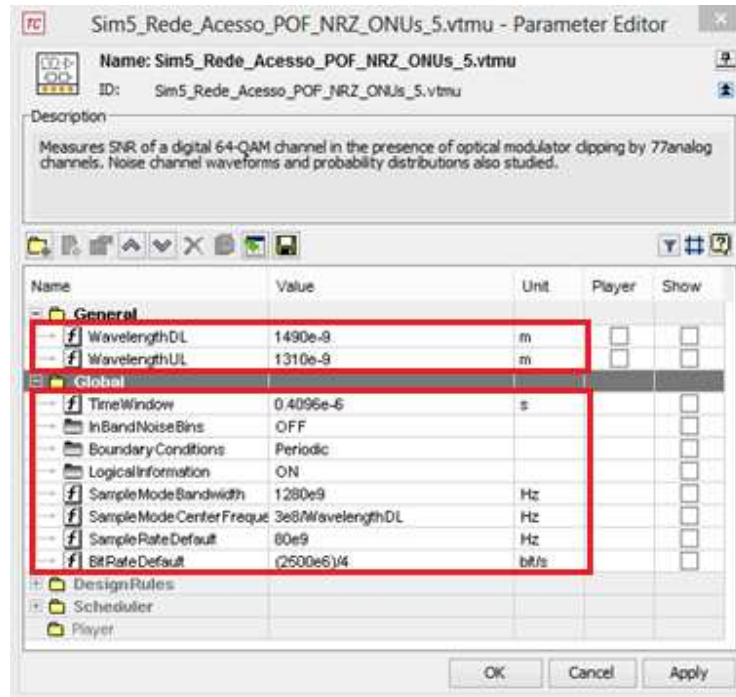 TC Sim5_Rede_Acesso_POF_NRZ_ONUs_5.vtmu - Parameter Editor
Name: Sim5_Rede_Acesso_POF_NRZ_ONUs_5.vtmu
ID: Sim5_Rede_Acesso_POF_NRZ_ONUs_5.vtmu
Description
Measures SNR of a digital 64-QAM channel in the presence of optical modulator clipping by 77analog
channels. Noise channel waveforms and probability distributions also studied.
Name Value Unit Player Show
General
f WavelengthDL 1490e-9 m
f WavelengthUL 1310e-9 m
Global
f TimeWindow 0.4096e-6 s
InBandNoiseBins OFF
BoundaryConditions Periodic
LogicalInformation ON
f SampleModeBandwidth 1280e9 Hz
f SampleModeCenterFreque 3e8/WavelengthDL Hz
f SampleRateDefault 80e9 Hz
f BitRateDefault (2500e6)/4 bit/s
DesignRules
Scheduler
Player
OK Cancel Apply